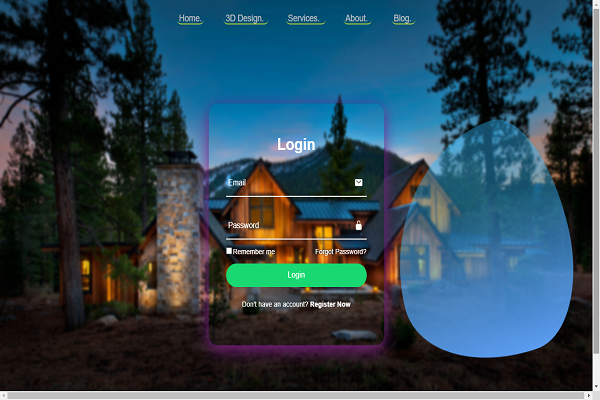 Home. 3D Design. Services. About. Blog.
Login
Email
Password
Remember me Forgot Password?
Login
Don't have an account? Register Now